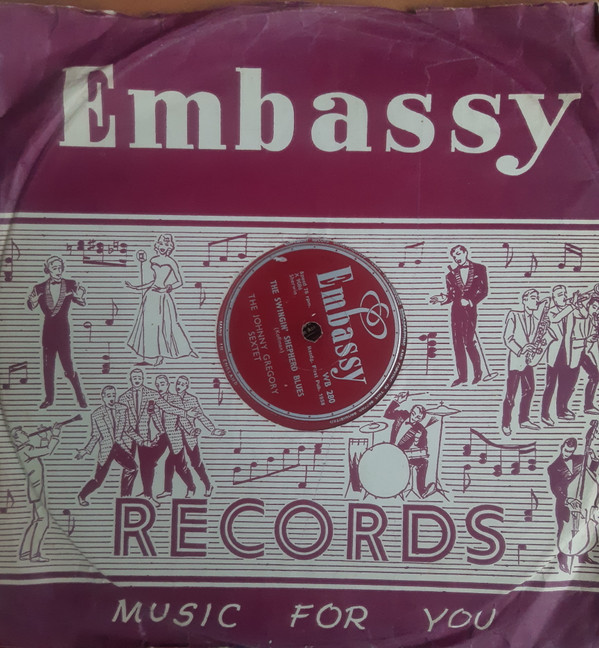 Embassy
Embassy
WB 280
THE SWINGIN' SHEPHERD BLUES
THE JOHNNY GREGORY
SEXTET
RECORDS
MUSIC FOR YOU